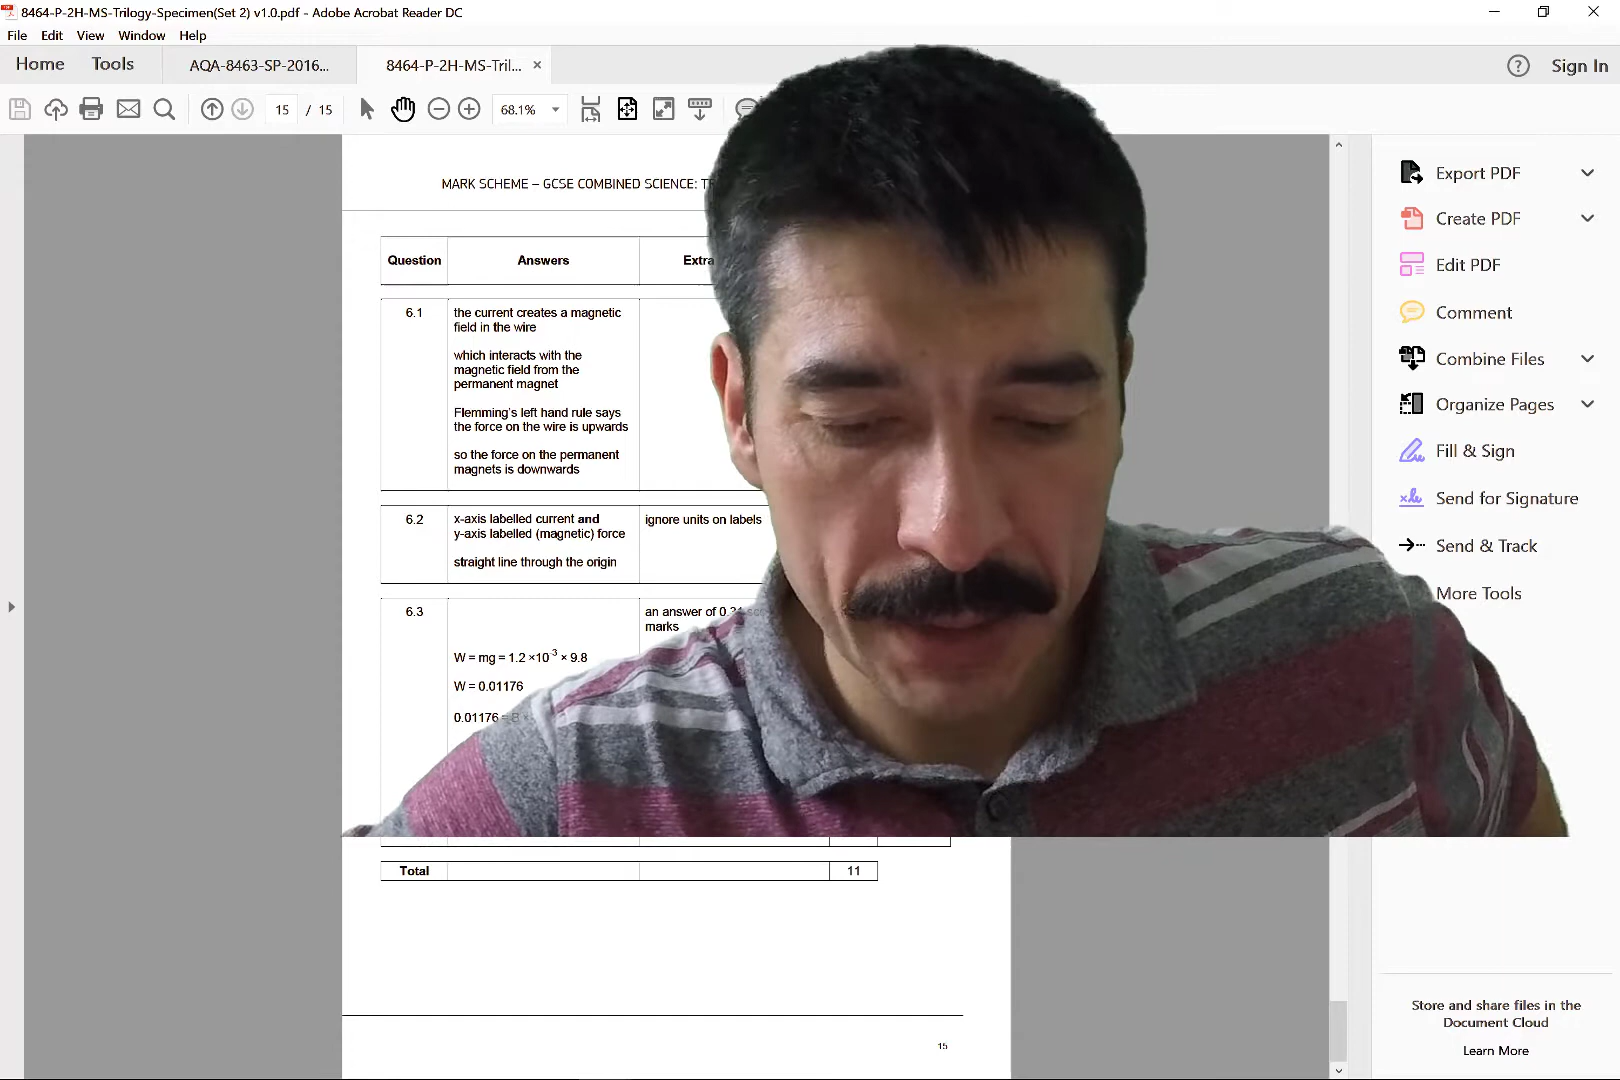 8464-P-2H-MS-Trilogy-Specimen(Set 2) v1.0.pdf - Adobe Acrobat Reader DC
File Edit View Window Help
Home Tools AQA-8463-SP-2016... 8464-P-2H-MS-Tril... × Sign In
15 / 15 68.1%
MARK SCHEME – GCSE COMBINED SCIENCE:
Question Answers
6.1 the current creates a magnetic
field in the wire
which interacts with the
magnetic field from the
permanent magnet
Flemming's left hand rule says
the force on the wire is upwards
so the force on the permanent
magnets is downwards
6.2 x-axis labelled current and ignore units on labels
y-axis labelled (magnetic) force
straight line through the origin
6.3 an answer of
marks
W = mg = 1.2 ×10⁻³ × 9.8
W = 0.01176
0.01176 =
Total 11
15
Export PDF
Create PDF
Edit PDF
Comment
Combine Files
Organize Pages
Fill & Sign
Send for Signature
Send & Track
More Tools
Store and share files in the
Document Cloud
Learn More